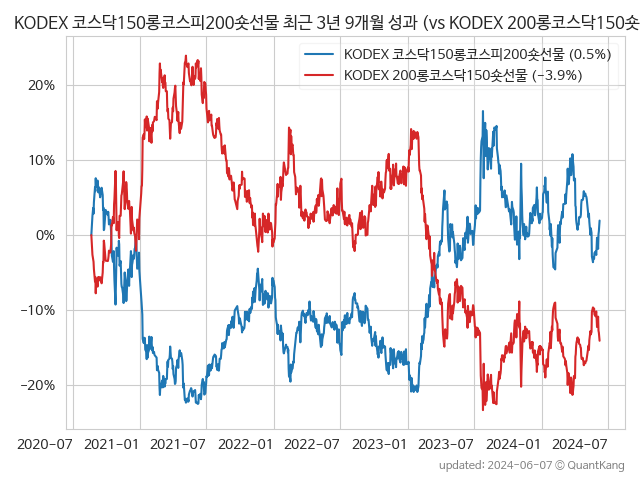 KODEX 코스닥150롱코스피200숏선물 최근 3년 9개월 성과 (vs KODEX 200롱코스닥150숏
KODEX 코스닥150롱코스피200숏선물 (0.5%)
KODEX 200롱코스닥150숏선물 (−3.9%)
20%
10%
0%
−10%
−20%
2020-07 2021-01 2021-07 2022-01 2022-07 2023-01 2023-07 2024-01 2024-07
updated: 2024-06-07 ⓒ QuantKang